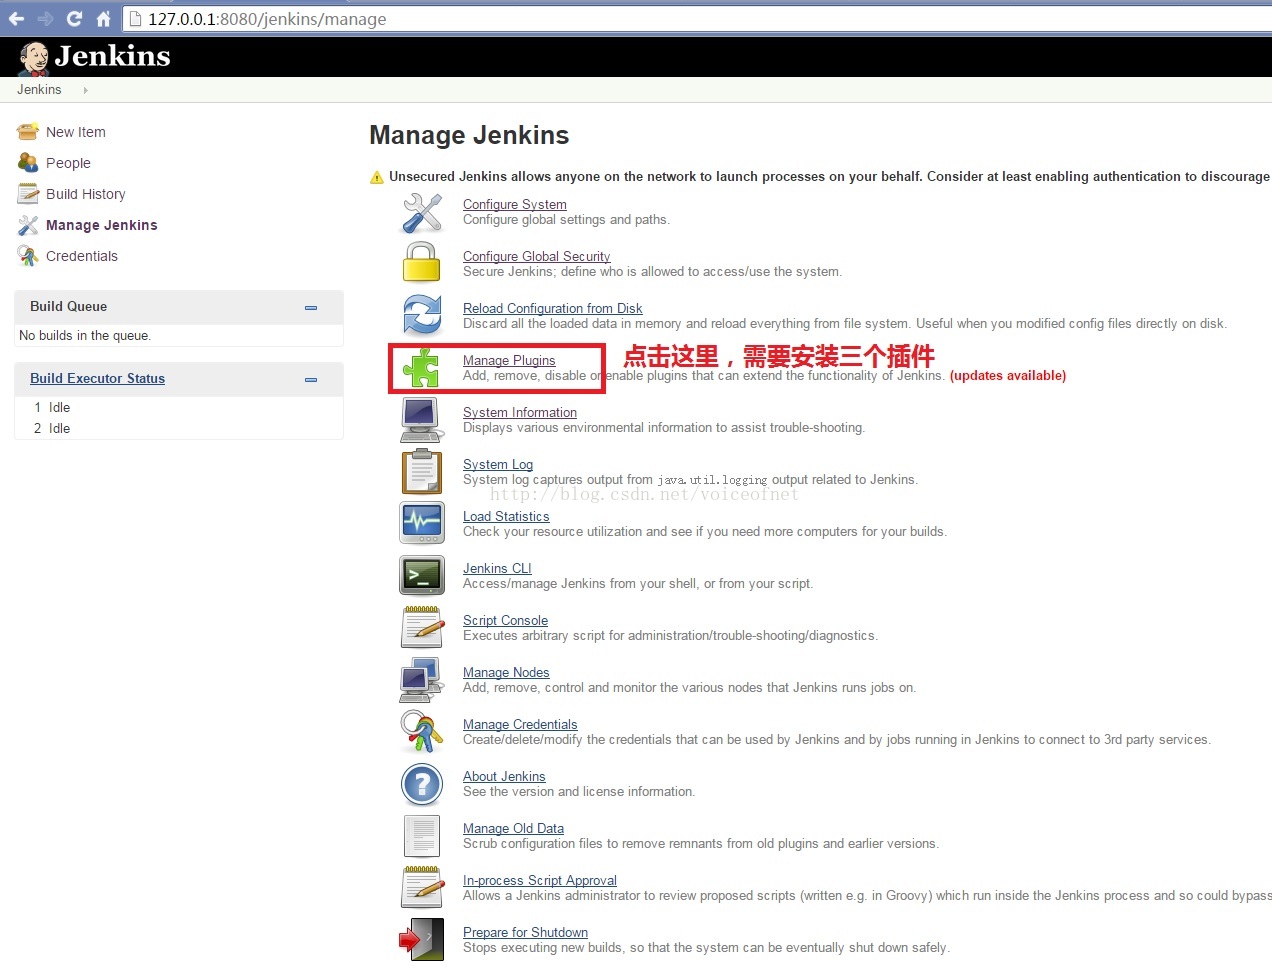 127.0.0.1:8080/jenkins/manage
Jenkins
Jenkins
New Item
People
Build History
Manage Jenkins
Credentials
Build Queue
No builds in the queue.
Build Executor Status
1 Idle
2 Idle
Manage Jenkins
Unsecured Jenkins allows anyone on the network to launch processes on your behalf. Consider at least enabling authentication to discourage
Configure System
Configure global settings and paths.
Configure Global Security
Secure Jenkins; define who is allowed to access/use the system.
Reload Configuration from Disk
Discard all the loaded data in memory and reload everything from file system. Useful when you modified config files directly on disk.
点击这里，需要安装三个插件
Manage Plugins
Add, remove, disable or enable plugins that can extend the functionality of Jenkins. (updates available)
System Information
Displays various environmental information to assist trouble-shooting.
System Log
System log captures output from java.util.logging output related to Jenkins.
http://blog.csdn.net/voiceofnet
Load Statistics
Check your resource utilization and see if you need more computers for your builds.
Jenkins CLI
Access/manage Jenkins from your shell, or from your script.
Script Console
Executes arbitrary script for administration/trouble-shooting/diagnostics.
Manage Nodes
Add, remove, control and monitor the various nodes that Jenkins runs jobs on.
Manage Credentials
Create/delete/modify the credentials that can be used by Jenkins and by jobs running in Jenkins to connect to 3rd party services.
About Jenkins
See the version and license information.
Manage Old Data
Scrub configuration files to remove remnants from old plugins and earlier versions.
In-process Script Approval
Allows a Jenkins administrator to review proposed scripts (written e.g. in Groovy) which run inside the Jenkins process and so could bypass
Prepare for Shutdown
Stops executing new builds, so that the system can be eventually shut down safely.